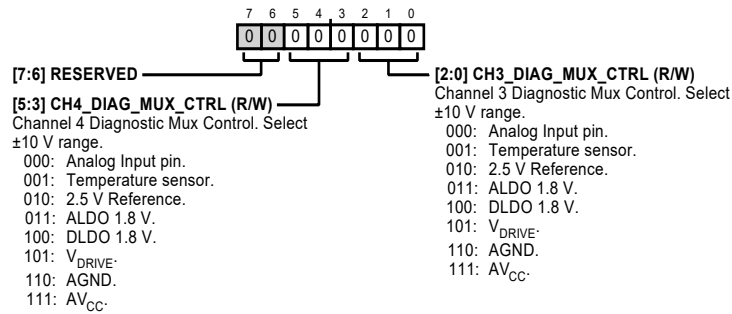 7 6 5 4 3 2 1 0
0 0 0 0 0 0 0 0
[7:6] RESERVED
[5:3] CH4_DIAG_MUX_CTRL (R/W)
Channel 4 Diagnostic Mux Control. Select
±10 V range.
000: Analog Input pin.
001: Temperature sensor.
010: 2.5 V Reference.
011: ALDO 1.8 V.
100: DLDO 1.8 V.
101: VDRIVE.
110: AGND.
111: AVCC.
[2:0] CH3_DIAG_MUX_CTRL (R/W)
Channel 3 Diagnostic Mux Control. Select
±10 V range.
000: Analog Input pin.
001: Temperature sensor.
010: 2.5 V Reference.
011: ALDO 1.8 V.
100: DLDO 1.8 V.
101: VDRIVE.
110: AGND.
111: AVCC.